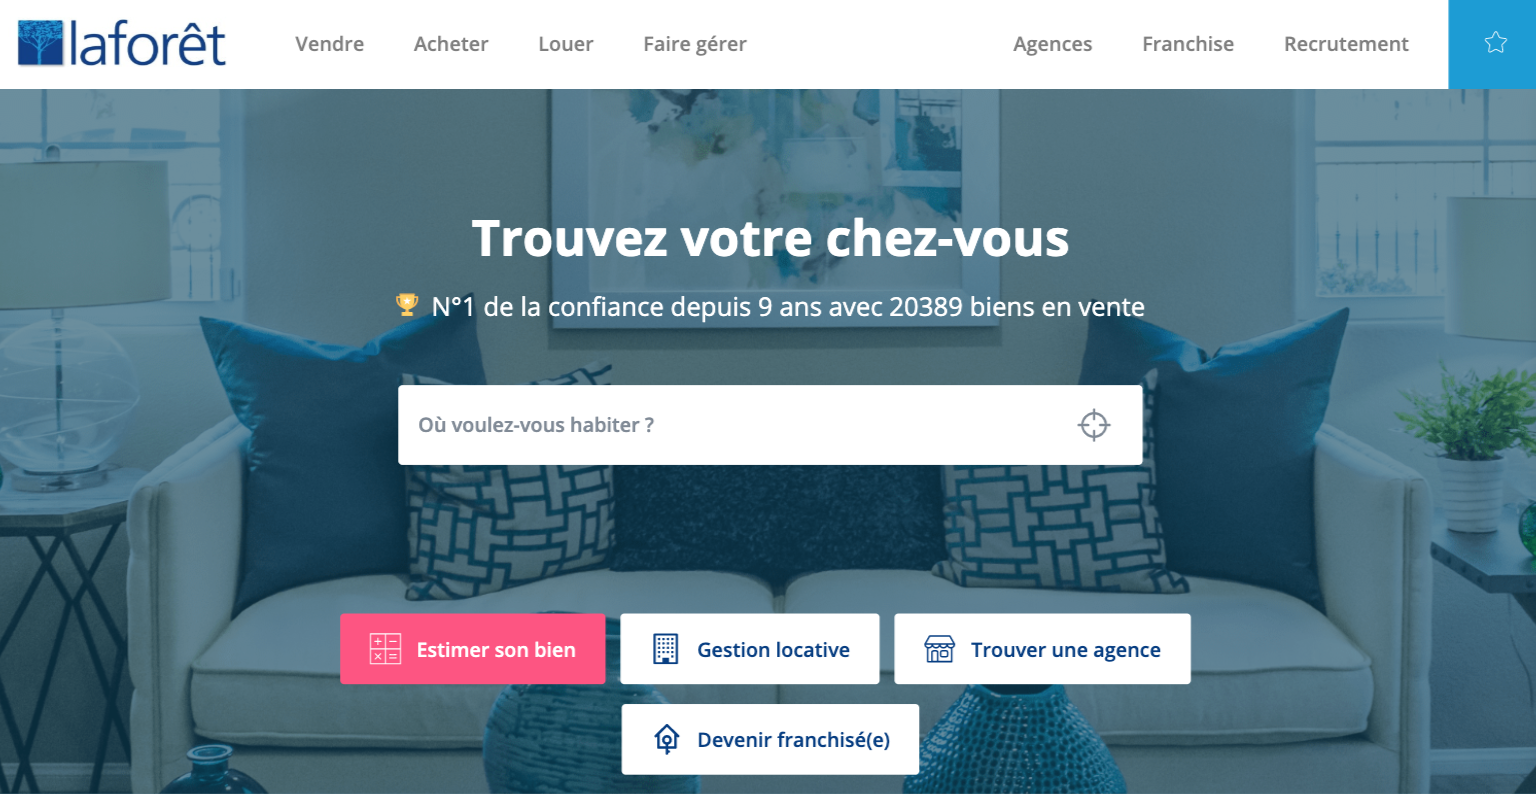 laforêt
Vendre
Acheter
Louer
Faire gérer
Agences
Franchise
Recrutement
Trouvez votre chez-vous
N°1 de la confiance depuis 9 ans avec 20389 biens en vente
Où voulez-vous habiter ?
Estimer son bien
Gestion locative
Trouver une agence
Devenir franchisé(e)